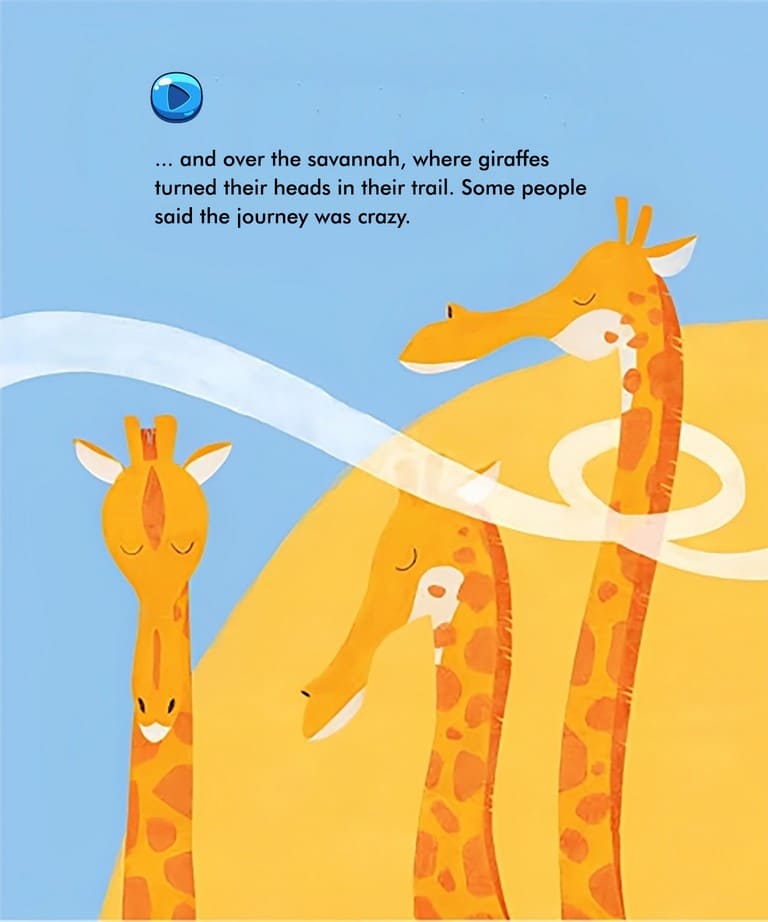 ... and over the savannah, where giraffes
turned their heads in their trail. Some people
said the journey was crazy.